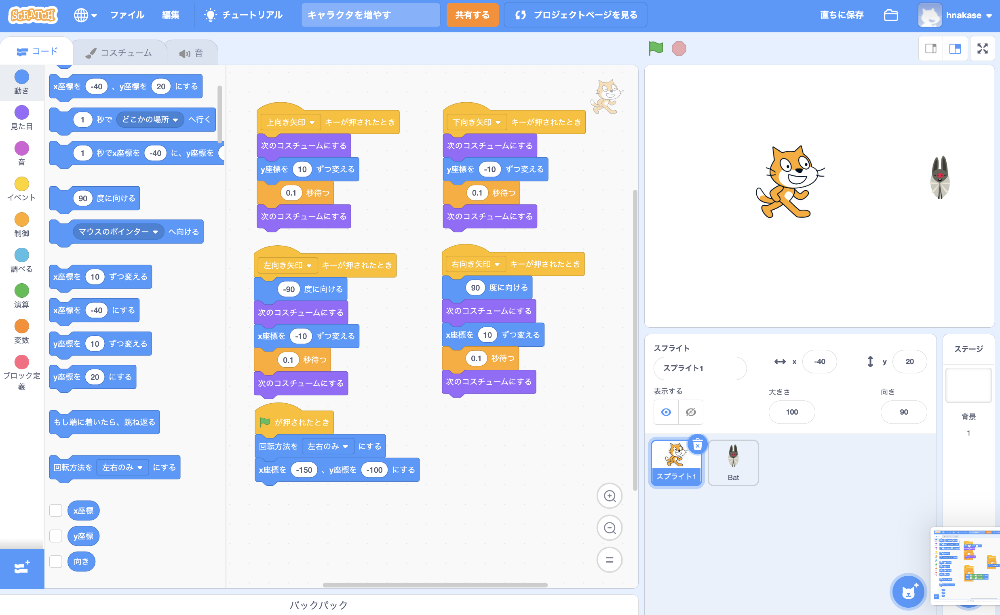 SCRATCH ファイル 編集 チュートリアル キャラクタを増やす 共有する プロジェクトページを見る 直ちに保存 hnakase
コード コスチューム 音
動き
見た目
音
イベント
制御
調べる
演算
変数
ブロック定
義
x座標を -40 、y座標を 20 にする
1 秒で どこかの場所 へ行く
1 秒でx座標を -40 に、y座標を
90 度に向ける
マウスのポインター へ向ける
x座標を 10 ずつ変える
x座標を -40 にする
y座標を 10 ずつ変える
y座標を 20 にする
もし端に着いたら、跳ね返る
回転方法を 左右のみ にする
x座標
y座標
向き
上向き矢印 キーが押されたとき
次のコスチュームにする
y座標を 10 ずつ変える
0.1 秒待つ
次のコスチュームにする
下向き矢印 キーが押されたとき
次のコスチュームにする
y座標を -10 ずつ変える
0.1 秒待つ
次のコスチュームにする
左向き矢印 キーが押されたとき
-90 度に向ける
次のコスチュームにする
x座標を -10 ずつ変える
0.1 秒待つ
次のコスチュームにする
右向き矢印 キーが押されたとき
90 度に向ける
次のコスチュームにする
x座標を 10 ずつ変える
0.1 秒待つ
次のコスチュームにする
が押されたとき
回転方法を 左右のみ にする
x座標を -150 、y座標を -100 にする
バックパック
スプライト
スプライト1 x -40 y 20
表示する 大きさ 向き
100 90
スプライト1
Bat
ステージ
背景
1